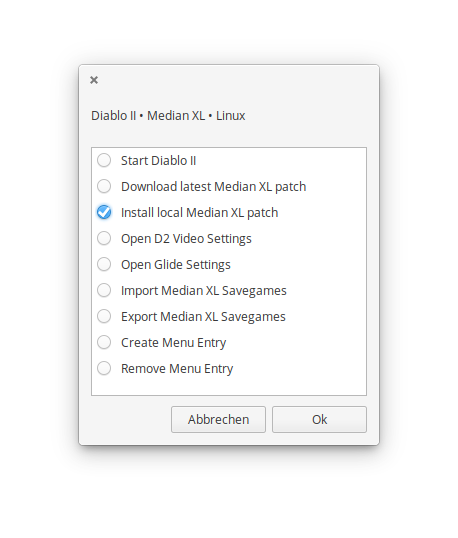 Diablo II • Median XL • Linux
Start Diablo II
Download latest Median XL patch
Install local Median XL patch
Open D2 Video Settings
Open Glide Settings
Import Median XL Savegames
Export Median XL Savegames
Create Menu Entry
Remove Menu Entry
Abbrechen Ok